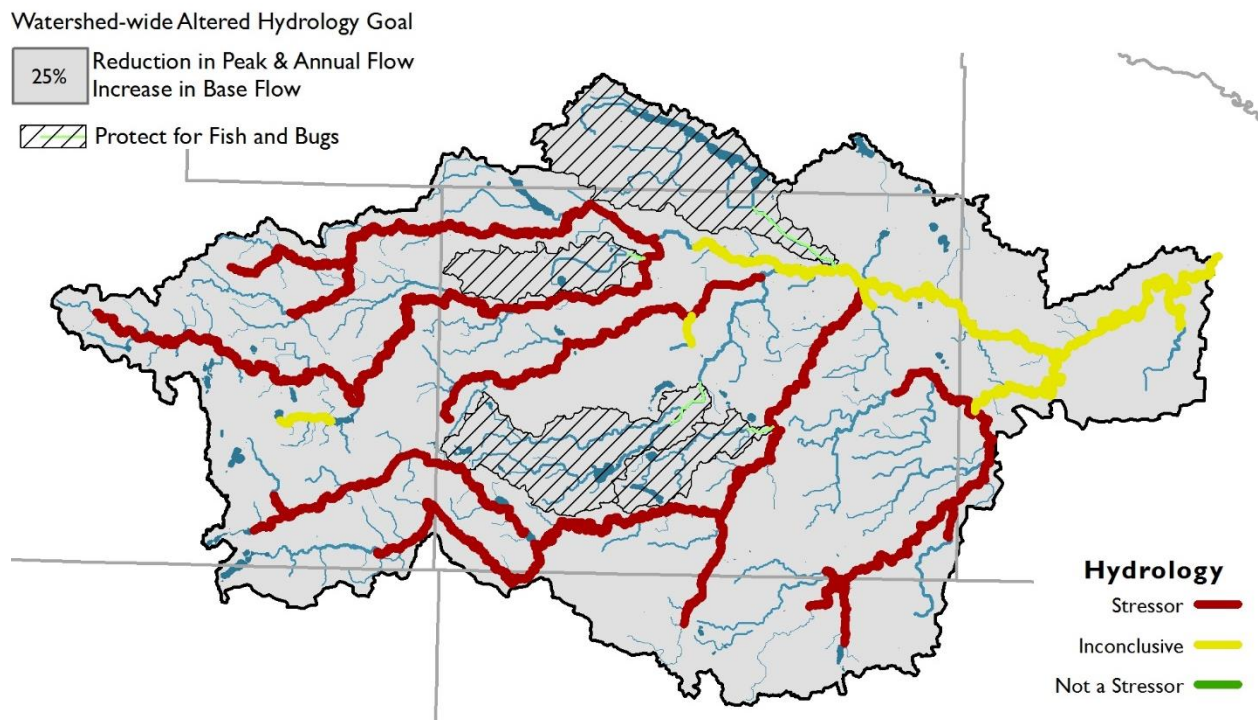 Watershed-wide Altered Hydrology Goal
25%
Reduction in Peak & Annual Flow
Increase in Base Flow
Protect for Fish and Bugs
Hydrology
Stressor
Inconclusive
Not a Stressor